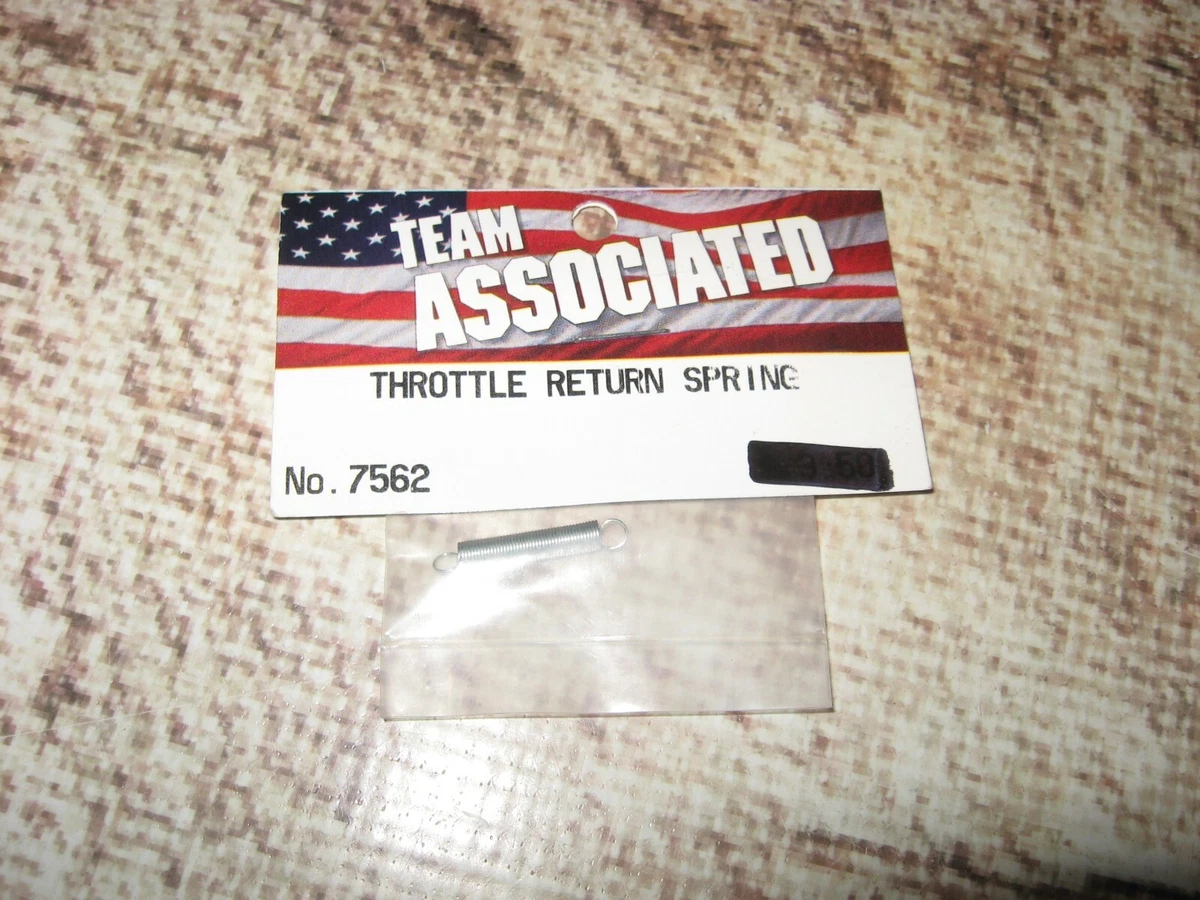 TEAM
ASSOCIATED
THROTTLE RETURN SPRING
No. 7562